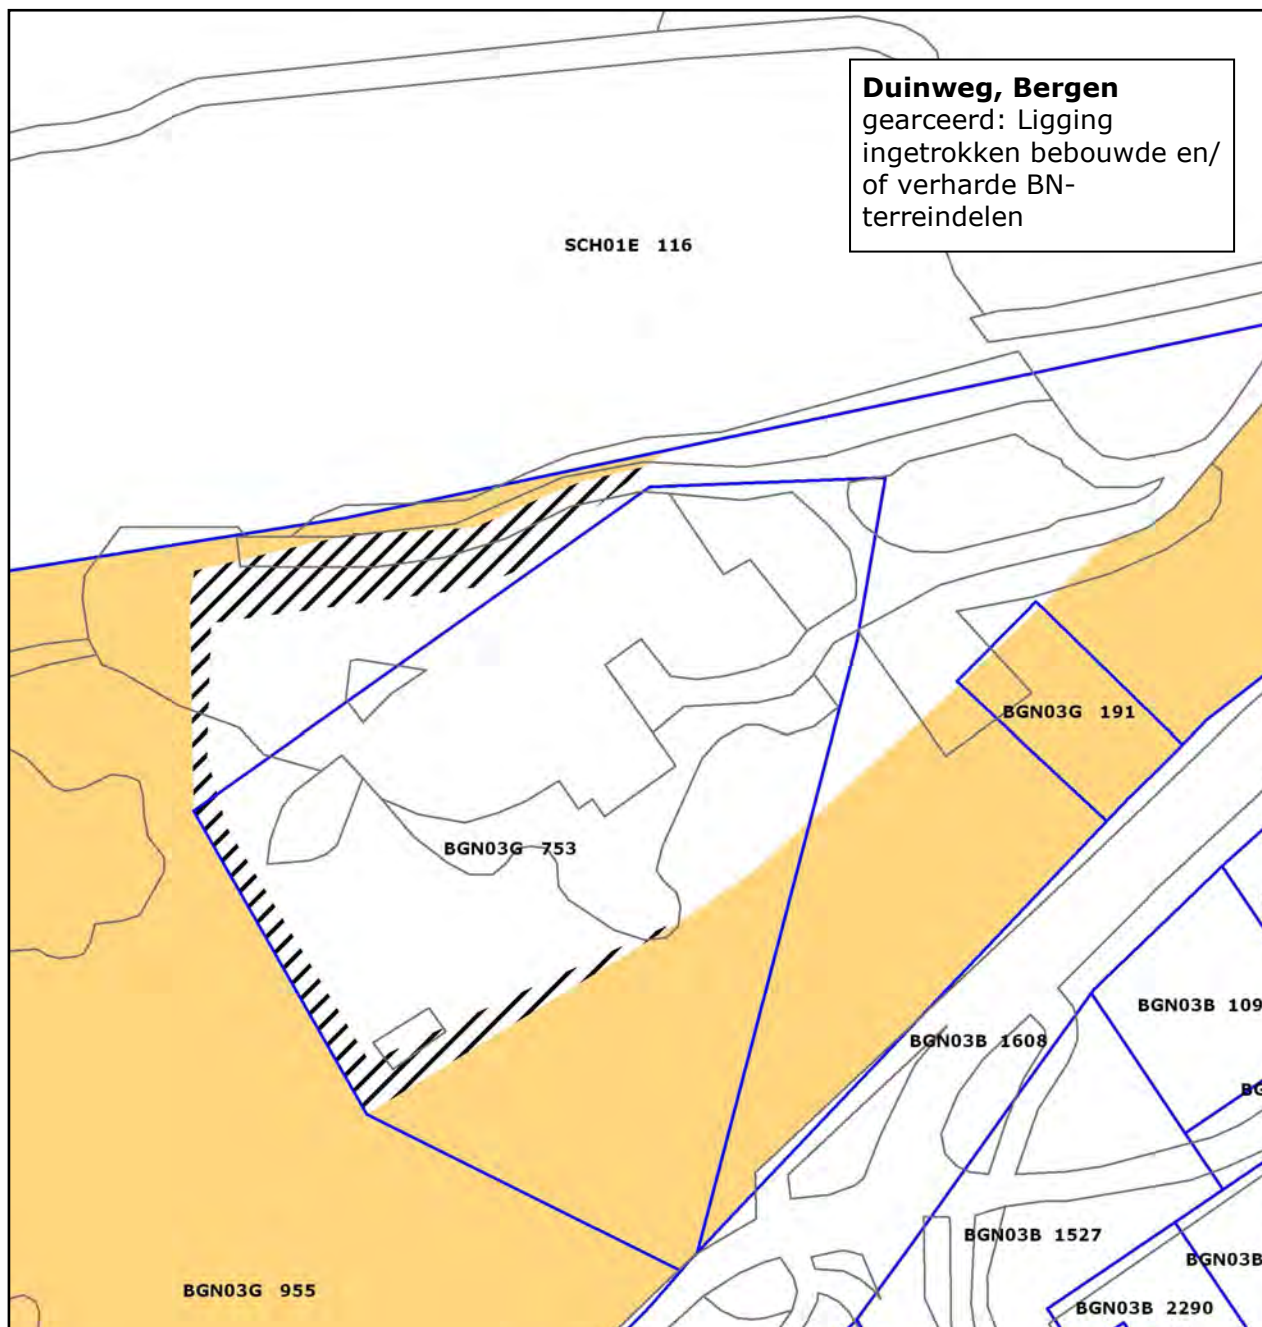 Duinweg, Bergen
gearceerd: Ligging
ingetrokken bebouwde en/
of verharde BN-
terreindelen
SCH01E 116
BGN03G 191
BGN03G 753
BGN03B 109
BGN03B 1608
BG
BGN03B 1527
BGN03B
BGN03G 955
BGN03B 2290